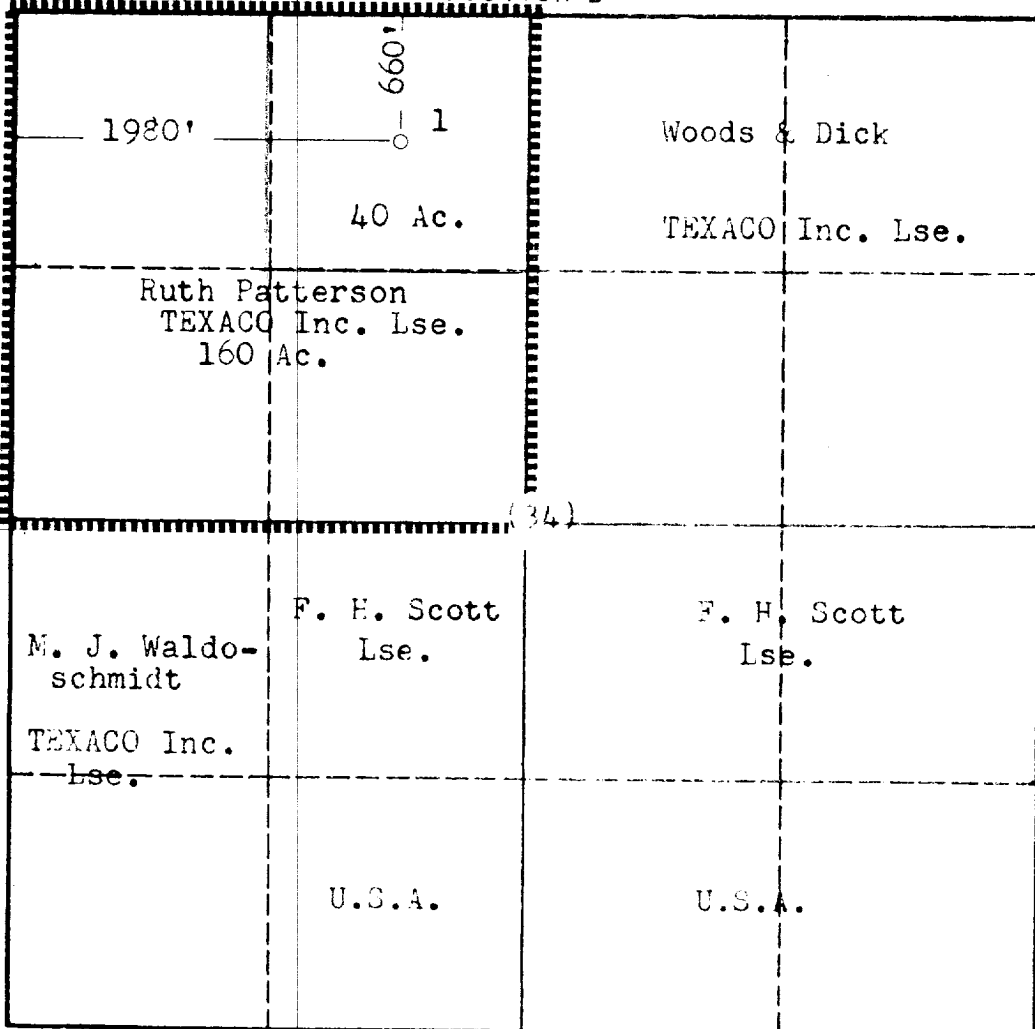 660'
1980'
1
40 Ac.
Woods & Dick
TEXACO Inc. Lse.
Ruth Patterson
TEXACO Inc. Lse.
160 Ac.
(34)
M. J. Waldo-
schmidt
TEXACO Inc.
Lse.
F. H. Scott
Lse.
F. H. Scott
Lse.
U.S.A.
U.S.A.